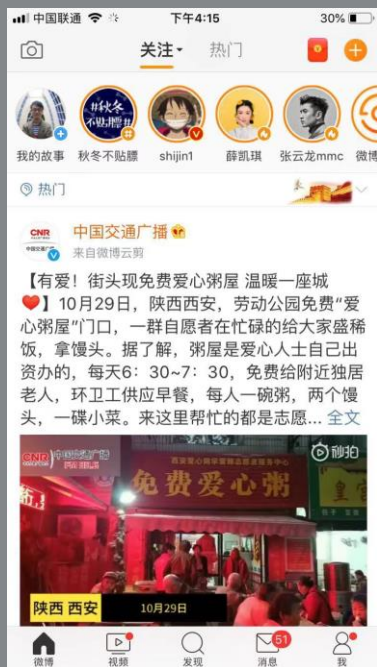 中国联通
下午4:15
30%
关注
热门
#秋冬
不贴膘#
我的故事
秋冬不贴膘
shijin1
薛凯琪
张云龙mmc
微博
热门
CNR
中国交通广播
来自微博云剪
【有爱!街头现免费爱心粥屋 温暖一座城
❤️】10月29日,陕西西安,劳动公园免费“爱
心粥屋”门口,一群自愿者在忙碌的给大家盛稀
饭,拿馒头。据了解,粥屋是爱心人士自己出
资办的,每天6:30~7:30,免费给附近独居
老人,环卫工供应早餐,每人一碗粥,两个馒
头,一碟小菜。来这里帮忙的都是志愿... 全文
CNR
中国交通广播
秒拍
免费爱心粥
陕西 西安
10月29日
微博
视频
发现
51
消息
我